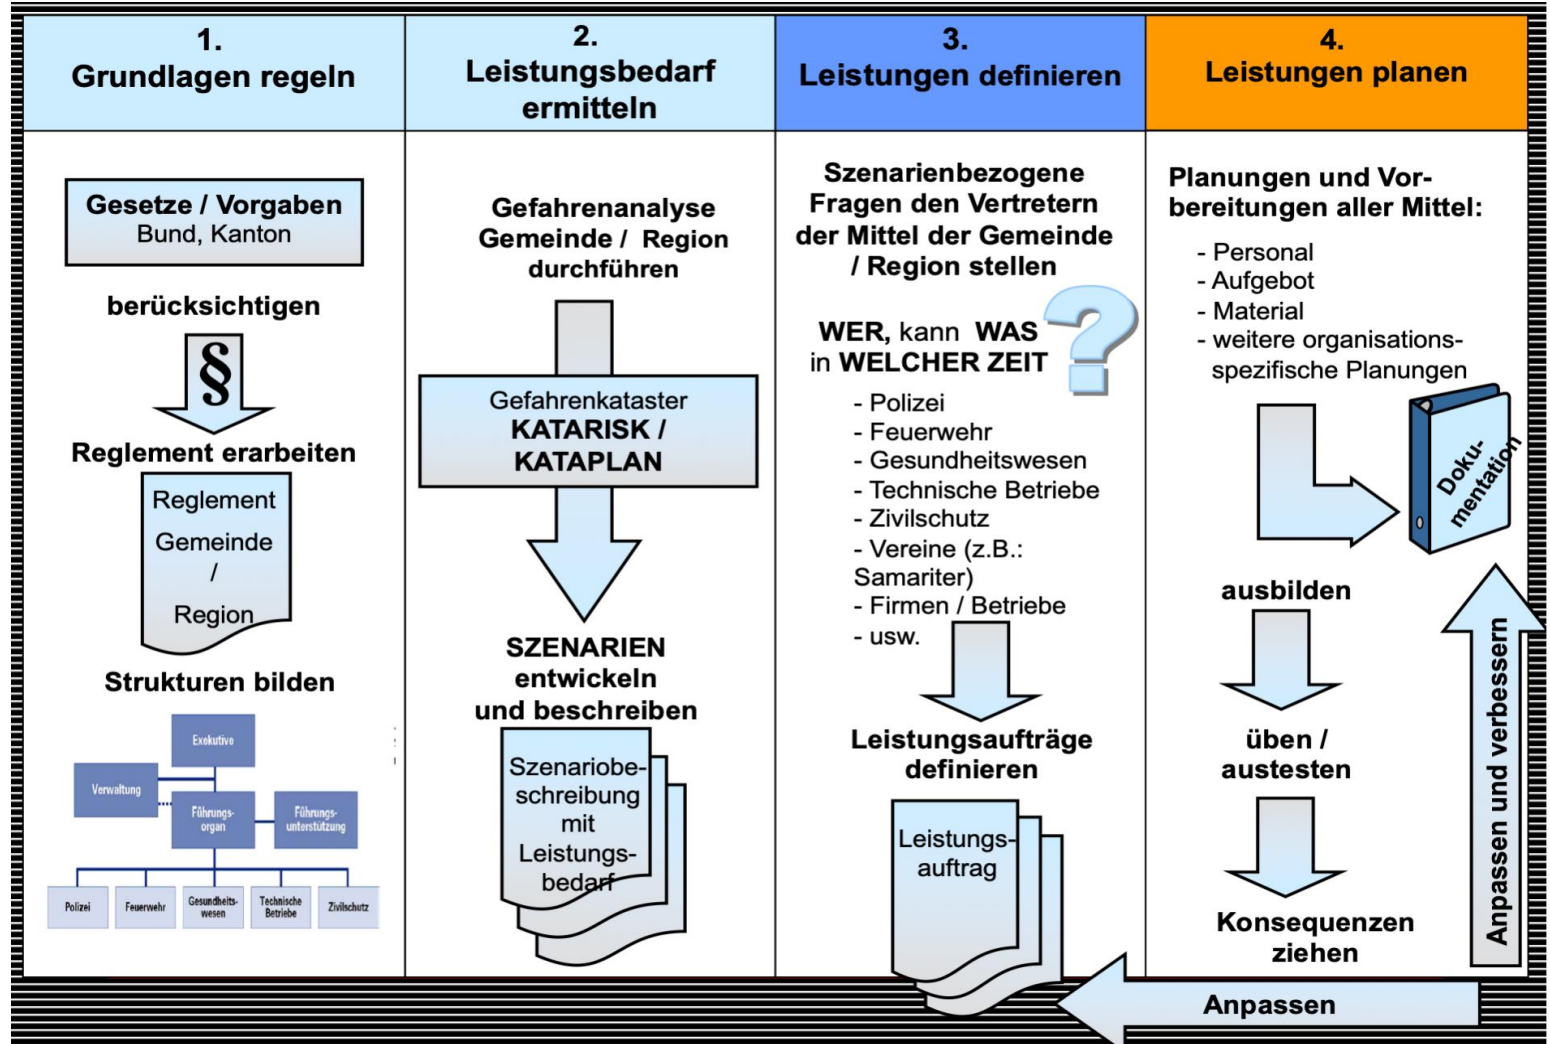 1.
Grundlagen regeln
Gesetze / Vorgaben
Bund, Kanton
berücksichtigen
§
Reglement erarbeiten
Reglement
Gemeinde
/
Region
Strukturen bilden
Exekutive
Verwaltung
Führungs-
organ
Führungs-
unterstützung
Polizei
Feuerwehr
Gesundheits-
wesen
Technische
Betriebe
Zivilschutz
2.
Leistungsbedarf
ermitteln
Gefahrenanalyse
Gemeinde / Region
durchführen
Gefahrenkataster
KATARISK /
KATAPLAN
SZENARIEN
entwickeln
und beschreiben
Szenariobe-
schreibung
mit
Leistungs-
bedarf
3.
Leistungen definieren
Szenarienbezogene
Fragen den Vertretern
der Mittel der Gemeinde
/ Region stellen
?
WER, kann WAS
in WELCHER ZEIT
- Polizei
- Feuerwehr
- Gesundheitswesen
- Technische Betriebe
- Zivilschutz
- Vereine (z.B.:
Samariter)
- Firmen / Betriebe
- usw.
Leistungsaufträge
definieren
Leistungs-
auftrag
4.
Leistungen planen
Planungen und Vor-
bereitungen aller Mittel:
- Personal
- Aufgebot
- Material
- weitere organisations-
spezifische Planungen
Doku-
mentation
ausbilden
üben /
austesten
Konsequenzen
ziehen
Anpassen und verbessern
Anpassen